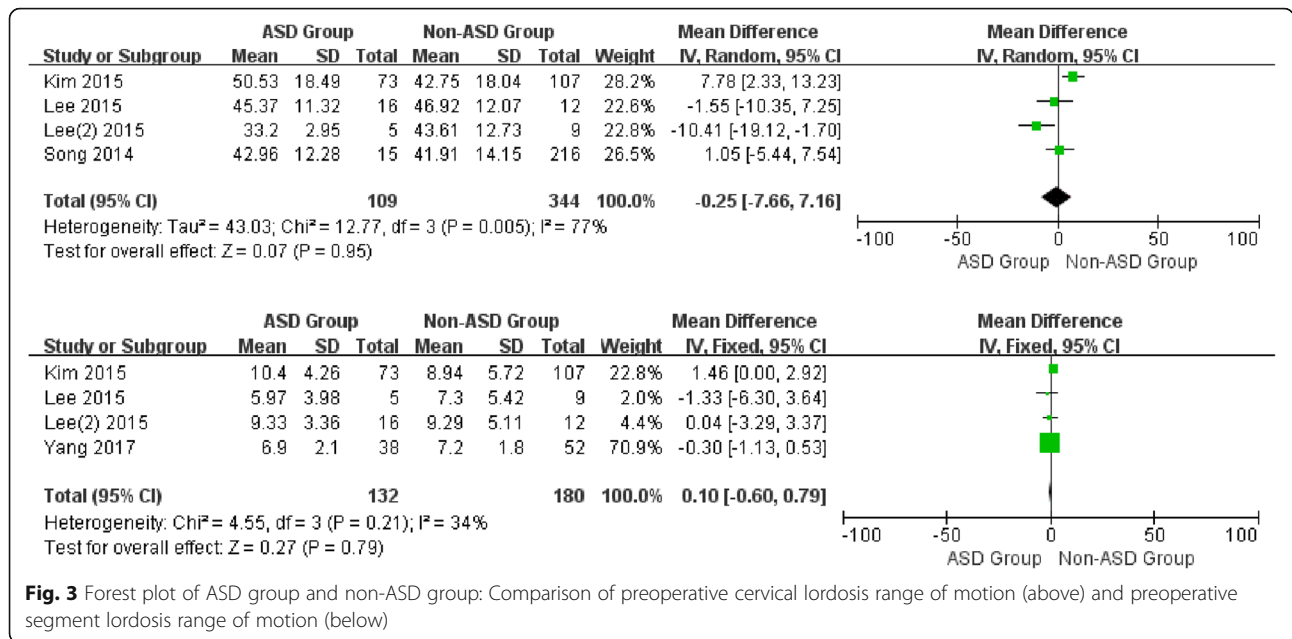 ASD Group Non-ASD Group Mean Difference Mean Difference
Study or Subgroup Mean SD Total Mean SD Total Weight IV, Random, 95% CI IV, Random, 95% CI
Kim 2015 50.53 18.49 73 42.75 18.04 107 28.2% 7.78 [2.33, 13.23]
Lee 2015 45.37 11.32 16 46.92 12.07 12 22.6% -1.55 [-10.35, 7.25]
Lee(2) 2015 33.2 2.95 5 43.61 12.73 9 22.8% -10.41 [-19.12, -1.70]
Song 2014 42.96 12.28 15 41.91 14.15 216 26.5% 1.05 [-5.44, 7.54]
Total (95% CI) 109 344 100.0% -0.25 [-7.66, 7.16]
Heterogeneity: Tau² = 43.03; Chi² = 12.77, df = 3 (P = 0.005); I² = 77%
Test for overall effect: Z = 0.07 (P = 0.95)
-100 -50 0 50 100
ASD Group Non-ASD Group
ASD Group Non-ASD Group Mean Difference Mean Difference
Study or Subgroup Mean SD Total Mean SD Total Weight IV, Fixed, 95% CI IV, Fixed, 95% CI
Kim 2015 10.4 4.26 73 8.94 5.72 107 22.8% 1.46 [0.00, 2.92]
Lee 2015 5.97 3.98 5 7.3 5.42 9 2.0% -1.33 [-6.30, 3.64]
Lee(2) 2015 9.33 3.36 16 9.29 5.11 12 4.4% 0.04 [-3.29, 3.37]
Yang 2017 6.9 2.1 38 7.2 1.8 52 70.9% -0.30 [-1.13, 0.53]
Total (95% CI) 132 180 100.0% 0.10 [-0.60, 0.79]
Heterogeneity: Chi² = 4.55, df = 3 (P = 0.21); I² = 34%
Test for overall effect: Z = 0.27 (P = 0.79)
-100 -50 0 50 100
ASD Group Non-ASD Group
Fig. 3 Forest plot of ASD group and non-ASD group: Comparison of preoperative cervical lordosis range of motion (above) and preoperative
segment lordosis range of motion (below)